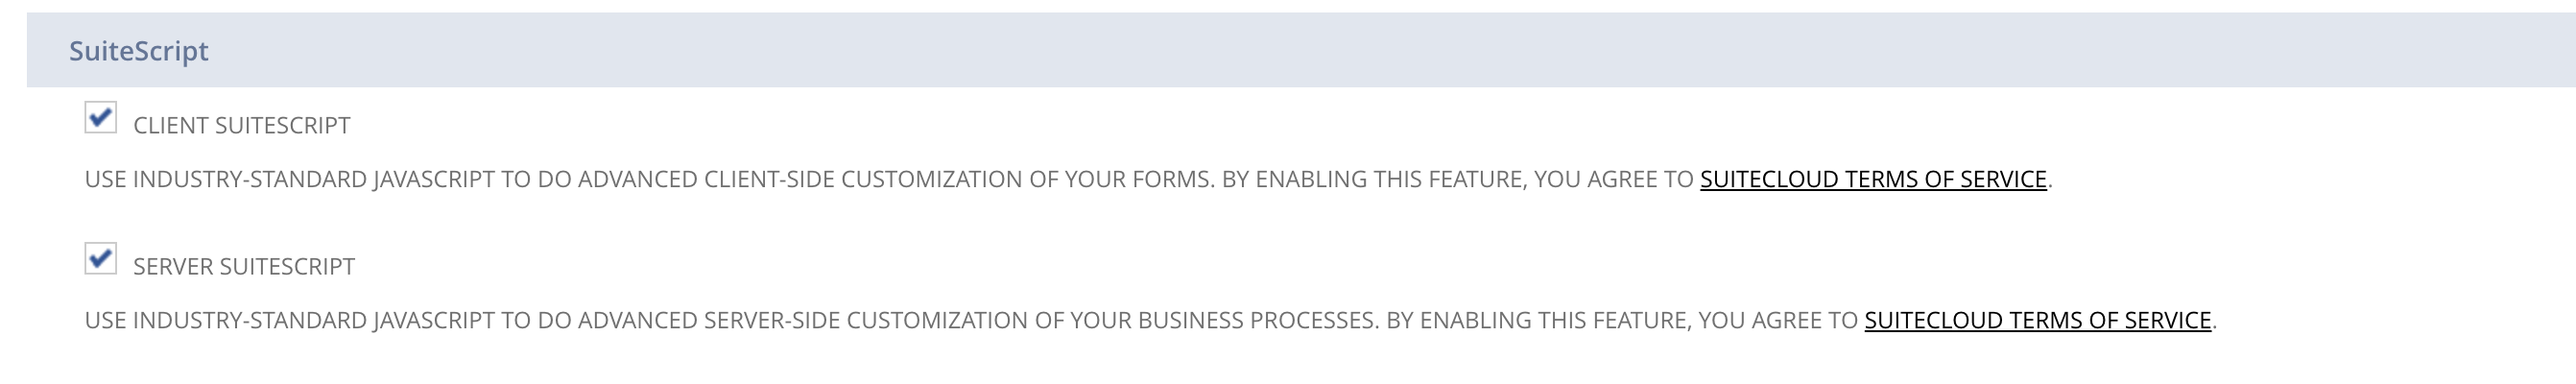 SuiteScript
CLIENT SUITESCRIPT
USE INDUSTRY-STANDARD JAVASCRIPT TO DO ADVANCED CLIENT-SIDE CUSTOMIZATION OF YOUR FORMS. BY ENABLING THIS FEATURE, YOU AGREE TO SUITECLOUD TERMS OF SERVICE.
SERVER SUITESCRIPT
USE INDUSTRY-STANDARD JAVASCRIPT TO DO ADVANCED SERVER-SIDE CUSTOMIZATION OF YOUR BUSINESS PROCESSES. BY ENABLING THIS FEATURE, YOU AGREE TO SUITECLOUD TERMS OF SERVICE.